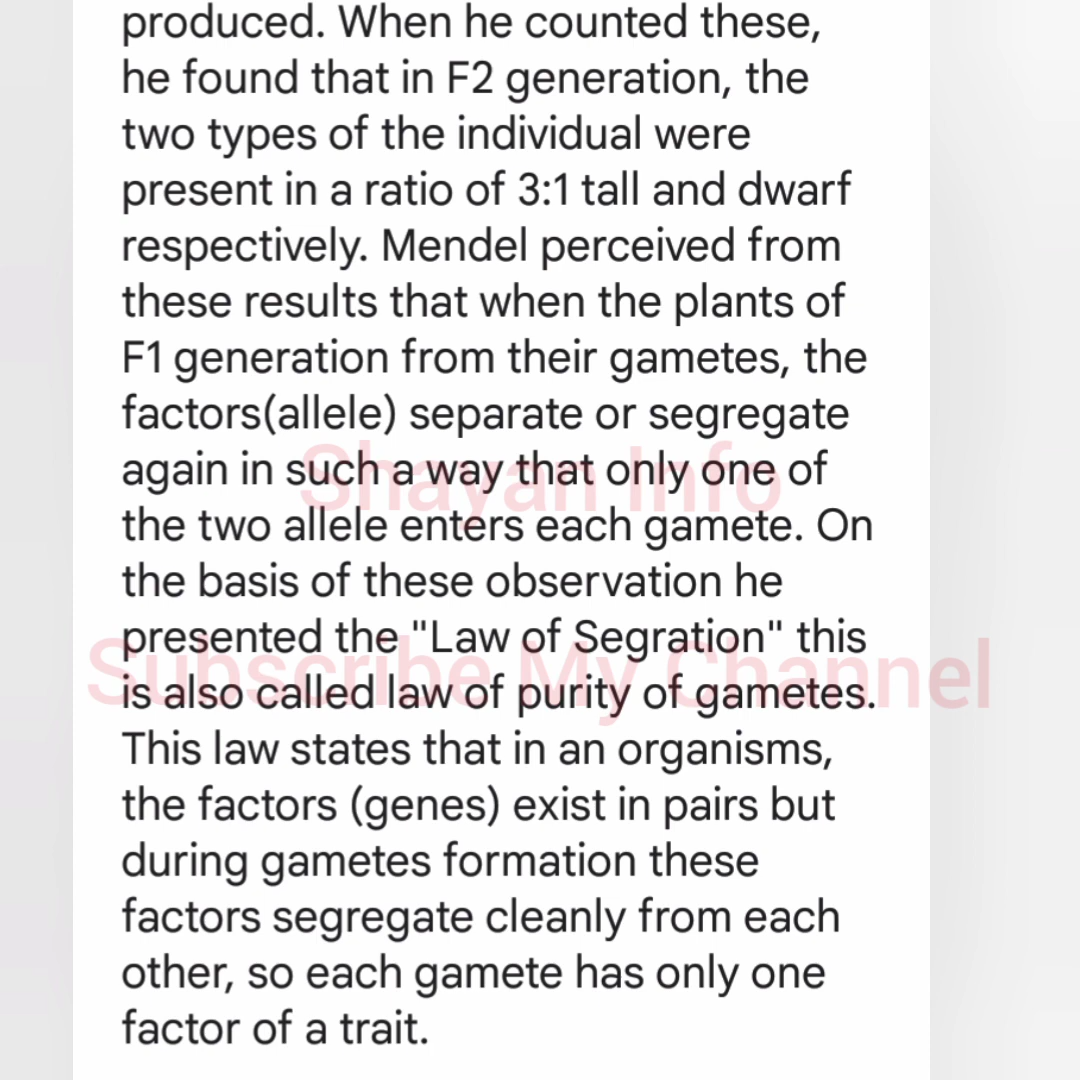 produced. When he counted these,
he found that in F2 generation, the
two types of the individual were
present in a ratio of 3:1 tall and dwarf
respectively. Mendel perceived from
these results that when the plants of
F1 generation from their gametes, the
factors(allele) separate or segregate
again in such a way that only one of
Shayan Info
the two allele enters each gamete. On
the basis of these observation he
presented the "Law of Segration" this
Subscribe My Channel
is also called law of purity of gametes.
This law states that in an organisms,
the factors (genes) exist in pairs but
during gametes formation these
factors segregate cleanly from each
other, so each gamete has only one
factor of a trait.